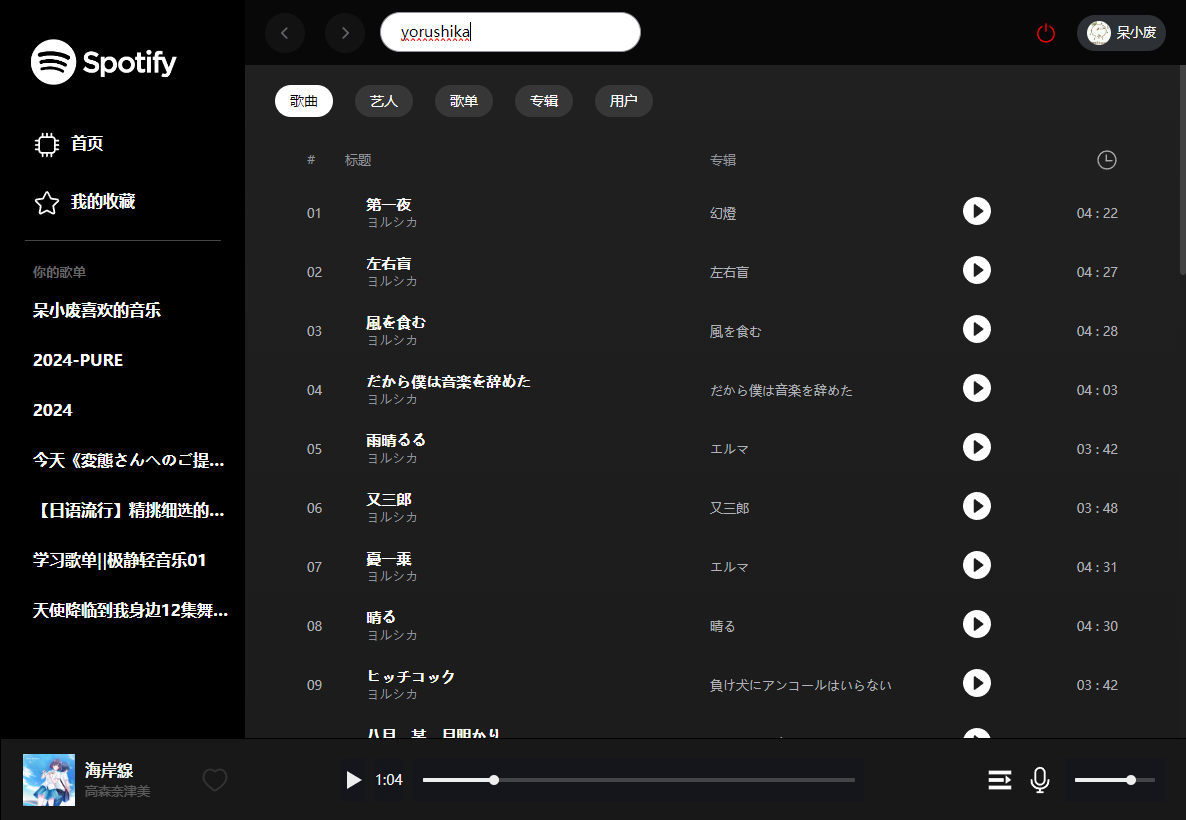 Spotify
首页
我的收藏
你的歌单
呆小废喜欢的音乐
2024-PURE
2024
今天《変態さんへのご提...
【日语流行】精挑细选的...
学习歌单||极静轻音乐01
天使降临到我身边12集舞...
yorushika
呆小废
歌曲 艺人 歌单 专辑 用户
# 标题 专辑
01 第一夜 幻燈 04 : 22
ヨルシカ
02 左右盲 左右盲 04 : 27
ヨルシカ
03 風を食む 風を食む 04 : 28
ヨルシカ
04 だから僕は音楽を辞めた だから僕は音楽を辞めた 04 : 03
ヨルシカ
05 雨晴るる エルマ 03 : 42
ヨルシカ
06 又三郎 又三郎 03 : 48
ヨルシカ
07 憂一乗 エルマ 04 : 31
ヨルシカ
08 晴る 晴る 04 : 30
ヨルシカ
09 ヒッチコック 負け犬にアンコールはいらない 03 : 42
ヨルシカ
八月、某、月明かり
海岸線
高森奈津美
1:04